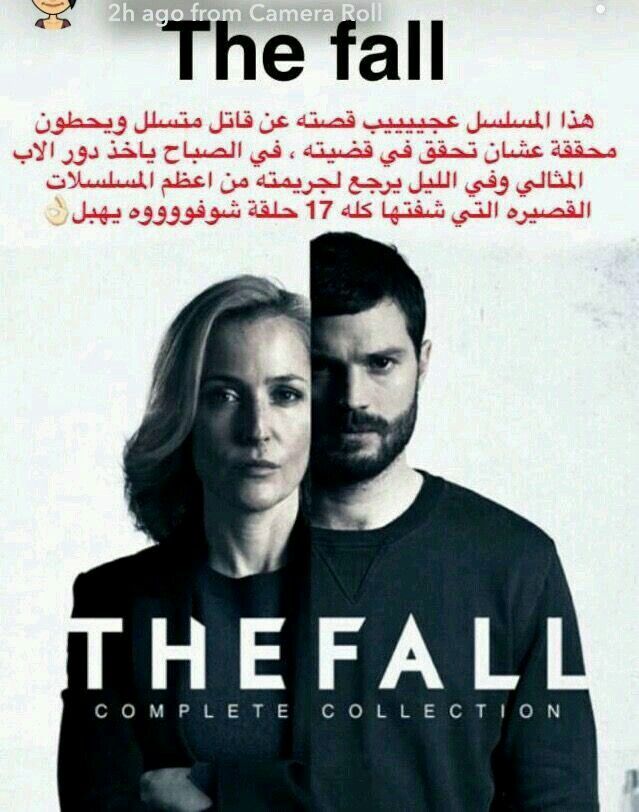 2h ago from Camera Roll
The fall
هذا المسلسل عجيييييب قصته عن قاتل متسلل ويحطون
محققة عشان تحقق في قضيته ، في الصباح ياخذ دور الاب
المثالي وفي الليل يرجع لجريمته من اعظم المسلسلات
القصيره التي شفتها كله 17 حلقة شوفووووه يهبل👌🏻
THE FALL
COMPLETE COLLECTION